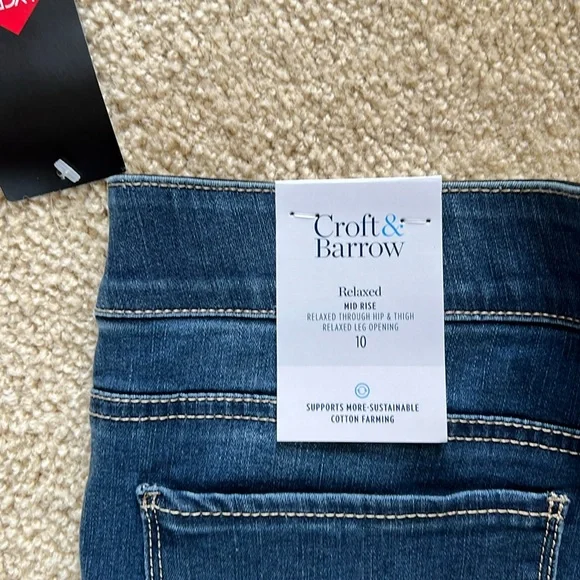 Croft&
Barrow
Relaxed
MID RISE
RELAXED THROUGH HIP & THIGH
RELAXED LEG OPENING
10
SUPPORTS MORE-SUSTAINABLE
COTTON FARMING